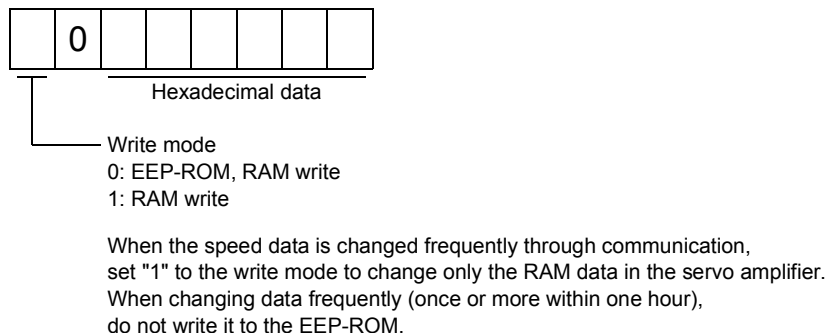 0
Hexadecimal data
Write mode
0: EEP-ROM, RAM write
1: RAM write
When the speed data is changed frequently through communication,
set "1" to the write mode to change only the RAM data in the servo amplifier.
When changing data frequently (once or more within one hour),
do not write it to the EEP-ROM.